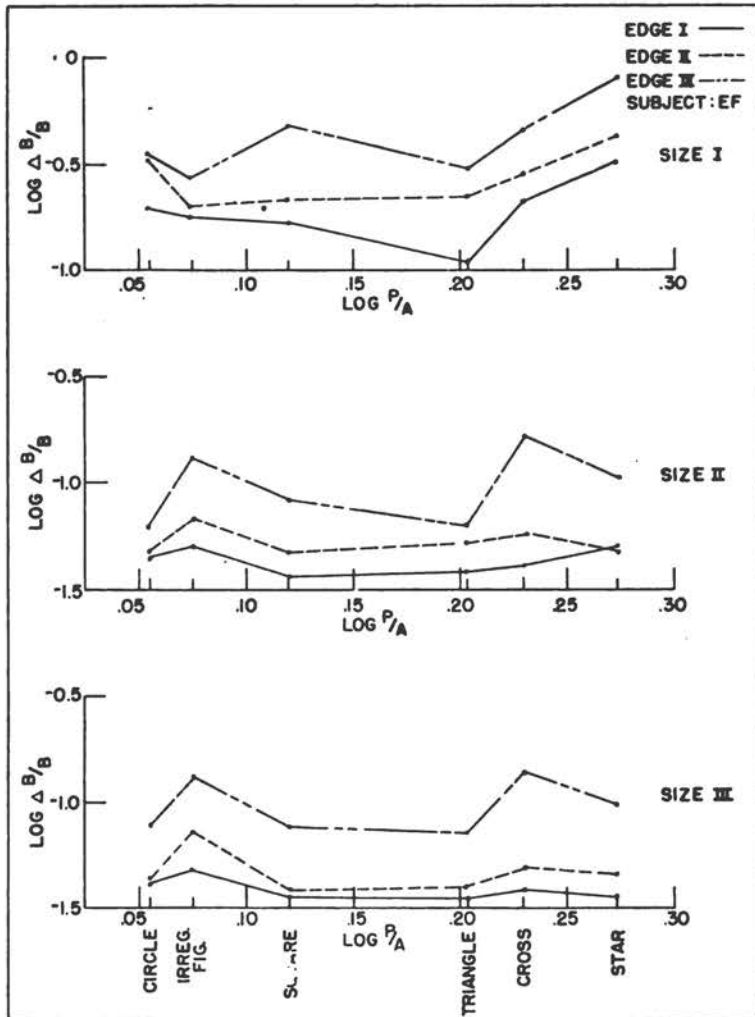 EDGE I
EDGE II
EDGE III
SUBJECT: EF
SIZE I
LOG Δ B/B
0
-0.5
-1.0
.05 .10 .15 .20 .25 .30
LOG P/A
SIZE II
LOG Δ B/B
-0.5
-1.0
-1.5
.05 .10 .15 .20 .25 .30
LOG P/A
SIZE III
LOG Δ B/B
-0.5
-1.0
-1.5
.05 .10 .15 .20 .25 .30
LOG P/A
CIRCLE
IRREG.
FIG.
TRIANGLE
CROSS
STAR